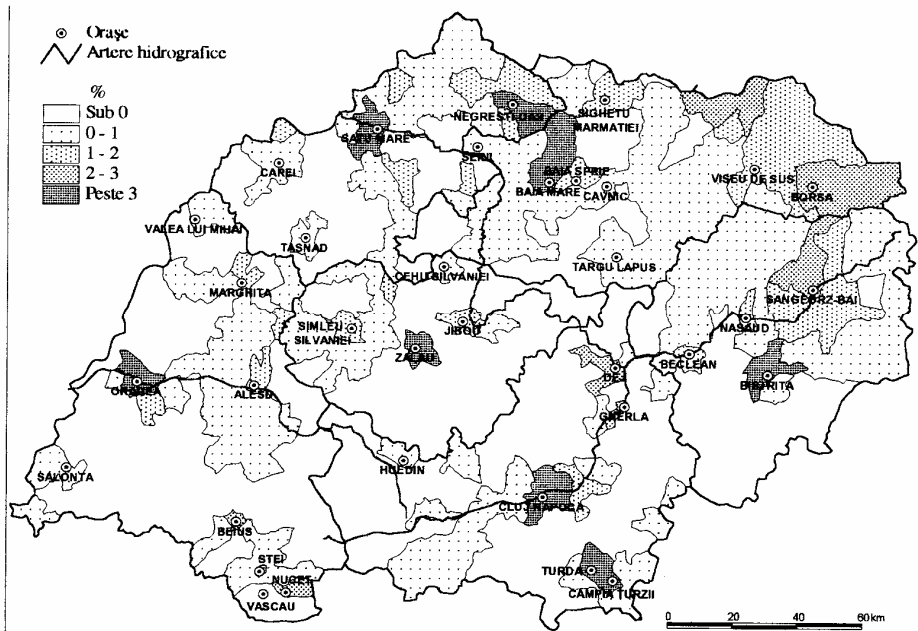 Oraşe
Artere hidrografice
%
Sub 0
0 - 1
1 - 2
2 - 3
Peste 3
NEGRESTI OAS
SIGHETU
MARMATIEI
SATU MARE
SEINI
CAREI
BAIA SPRIE
BAIA MARE
CAVNIC
VISEU DE SUS
BORSA
VALEA LUI MIHAI
TASNAD
TARGU LAPUS
CEHU SILVANIEI
MARGHITA
SANGEORZ-BAI
SIMLEU
SILVANIEI
JIBOU
NASAUD
ZALAU
BECLEAN
DEJ
BISTRITA
ORADEA
ALESD
GHERLA
HUEDIN
SALONTA
CLUJ NAPOCA
BEIUS
STEI
NUCET
VASCAU
TURDA
CAMPIA TURZII
0 20 40 60 km